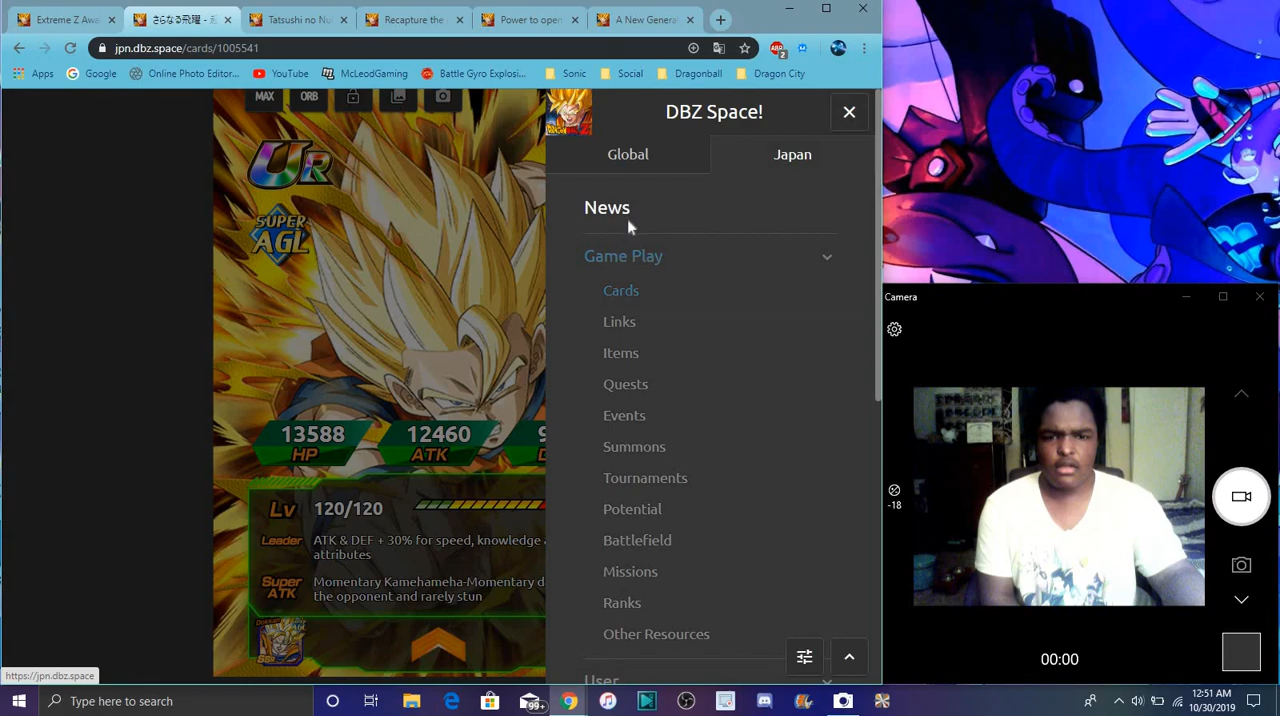 Extreme Z Awa
さらなる飛躍 -
Tatsushi no Nu
Recapture the
Power to open
A New Genera
jpn.dbz.space/cards/1005541
Apps
Google
Online Photo Editor...
YouTube
McLeodGaming
Battle Gyro Explosi...
Sonic
Social
Dragonball
Dragon City
MAX
ORB
UR
SUPER
AGL
13588
HP
12460
ATK
Lv
120/120
Leader
ATK & DEF + 30% for speed, knowledge
attributes
Super
ATK
Momentary Kamehameha-Momentary d
the opponent and rarely stun
DBZ Space!
Global
Japan
News
Game Play
Cards
Links
Items
Quests
Events
Summons
Tournaments
Potential
Battlefield
Missions
Ranks
Other Resources
User
https://jpn.dbz.space
Camera
-18
00:00
Type here to search
99+
12:51 AM
10/30/2019